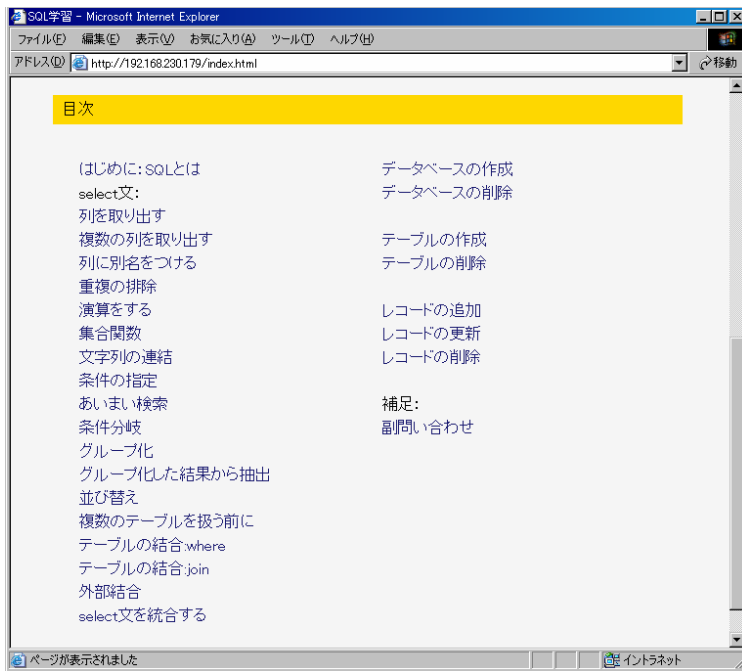 SQL学習 - Microsoft Internet Explorer
ファイル(F) 編集(E) 表示(V) お気に入り(A) ツール(T) ヘルプ(H)
アドレス(D) http://192.168.230.179/index.html 移動
目次
はじめに:SQLとは
select文:
列を取り出す
複数の列を取り出す
列に別名をつける
重複の排除
演算をする
集合関数
文字列の連結
条件の指定
あいまい検索
条件分岐
グループ化
グループ化した結果から抽出
並び替え
複数のテーブルを扱う前に
テーブルの結合:where
テーブルの結合:join
外部結合
select文を統合する
データベースの作成
データベースの削除
テーブルの作成
テーブルの削除
レコードの追加
レコードの更新
レコードの削除
補足:
副問い合わせ
ページが表示されました イントラネット